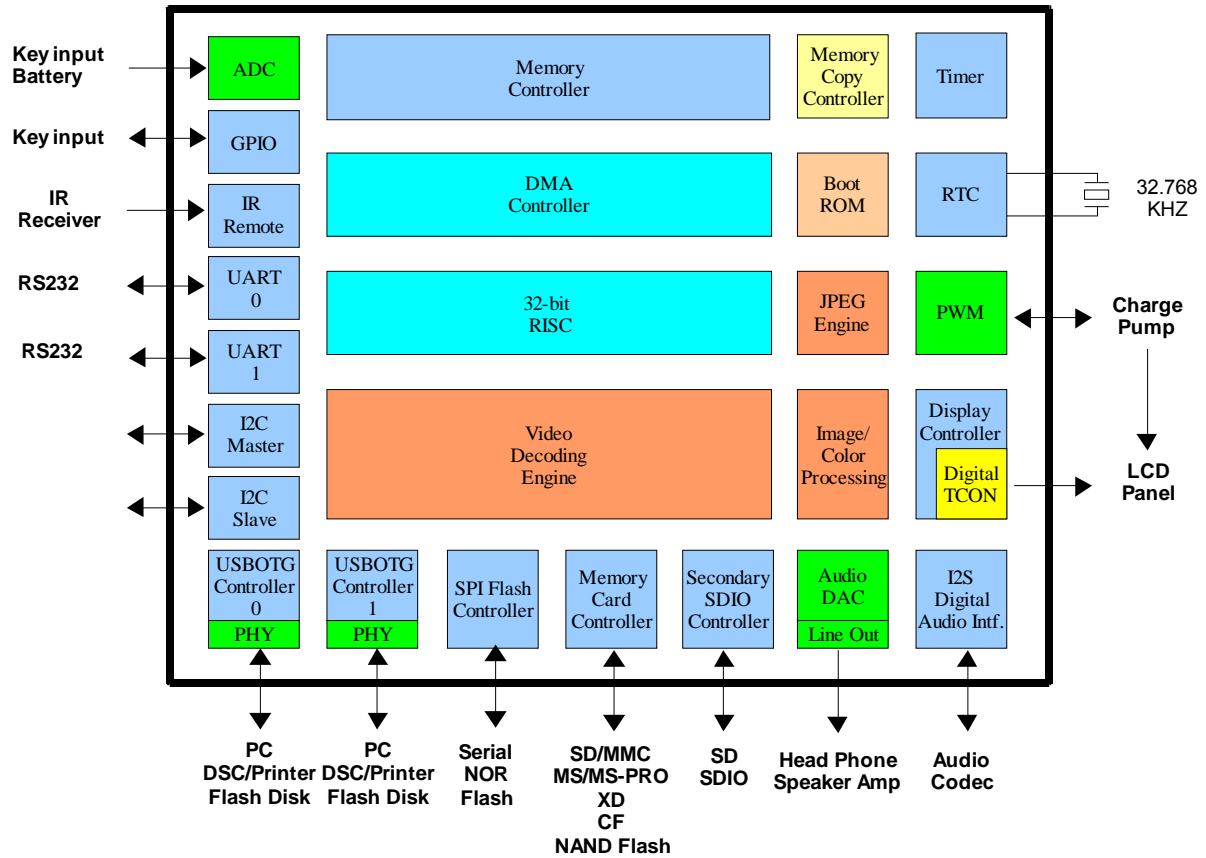 Key input
Battery
ADC
Memory
Controller
Memory
Copy
Controller
Timer
Key input
GPIO
IR
Receiver
IR
Remote
DMA
Controller
Boot
ROM
RTC
32.768
KHZ
RS232
UART
0
32-bit
RISC
JPEG
Engine
PWM
Charge
Pump
RS232
UART
1
I2C
Master
Video
Decoding
Engine
Image/
Color
Processing
Display
Controller
Digital
TCON
LCD
Panel
I2C
Slave
USBOTG
Controller
0
PHY
USBOTG
Controller
1
PHY
SPI Flash
Controller
Memory
Card
Controller
Secondary
SDIO
Controller
Audio
DAC
Line Out
I2S
Digital
Audio Intf.
PC
DSC/Printer
Flash Disk
PC
DSC/Printer
Flash Disk
Serial
NOR
Flash
SD/MMC
MS/MS-PRO
XD
CF
NAND Flash
SD
SDIO
Head Phone
Speaker Amp
Audio
Codec